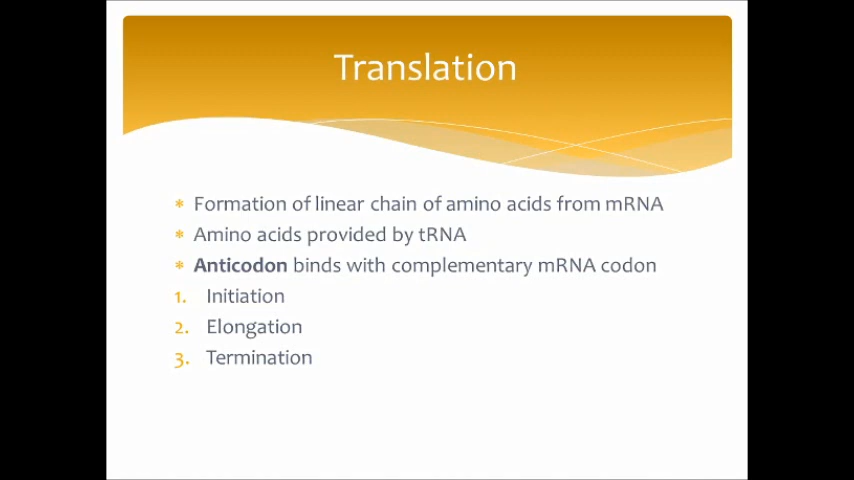 Translation
* Formation of linear chain of amino acids from mRNA
* Amino acids provided by tRNA
* Anticodon binds with complementary mRNA codon
1. Initiation
2. Elongation
3. Termination